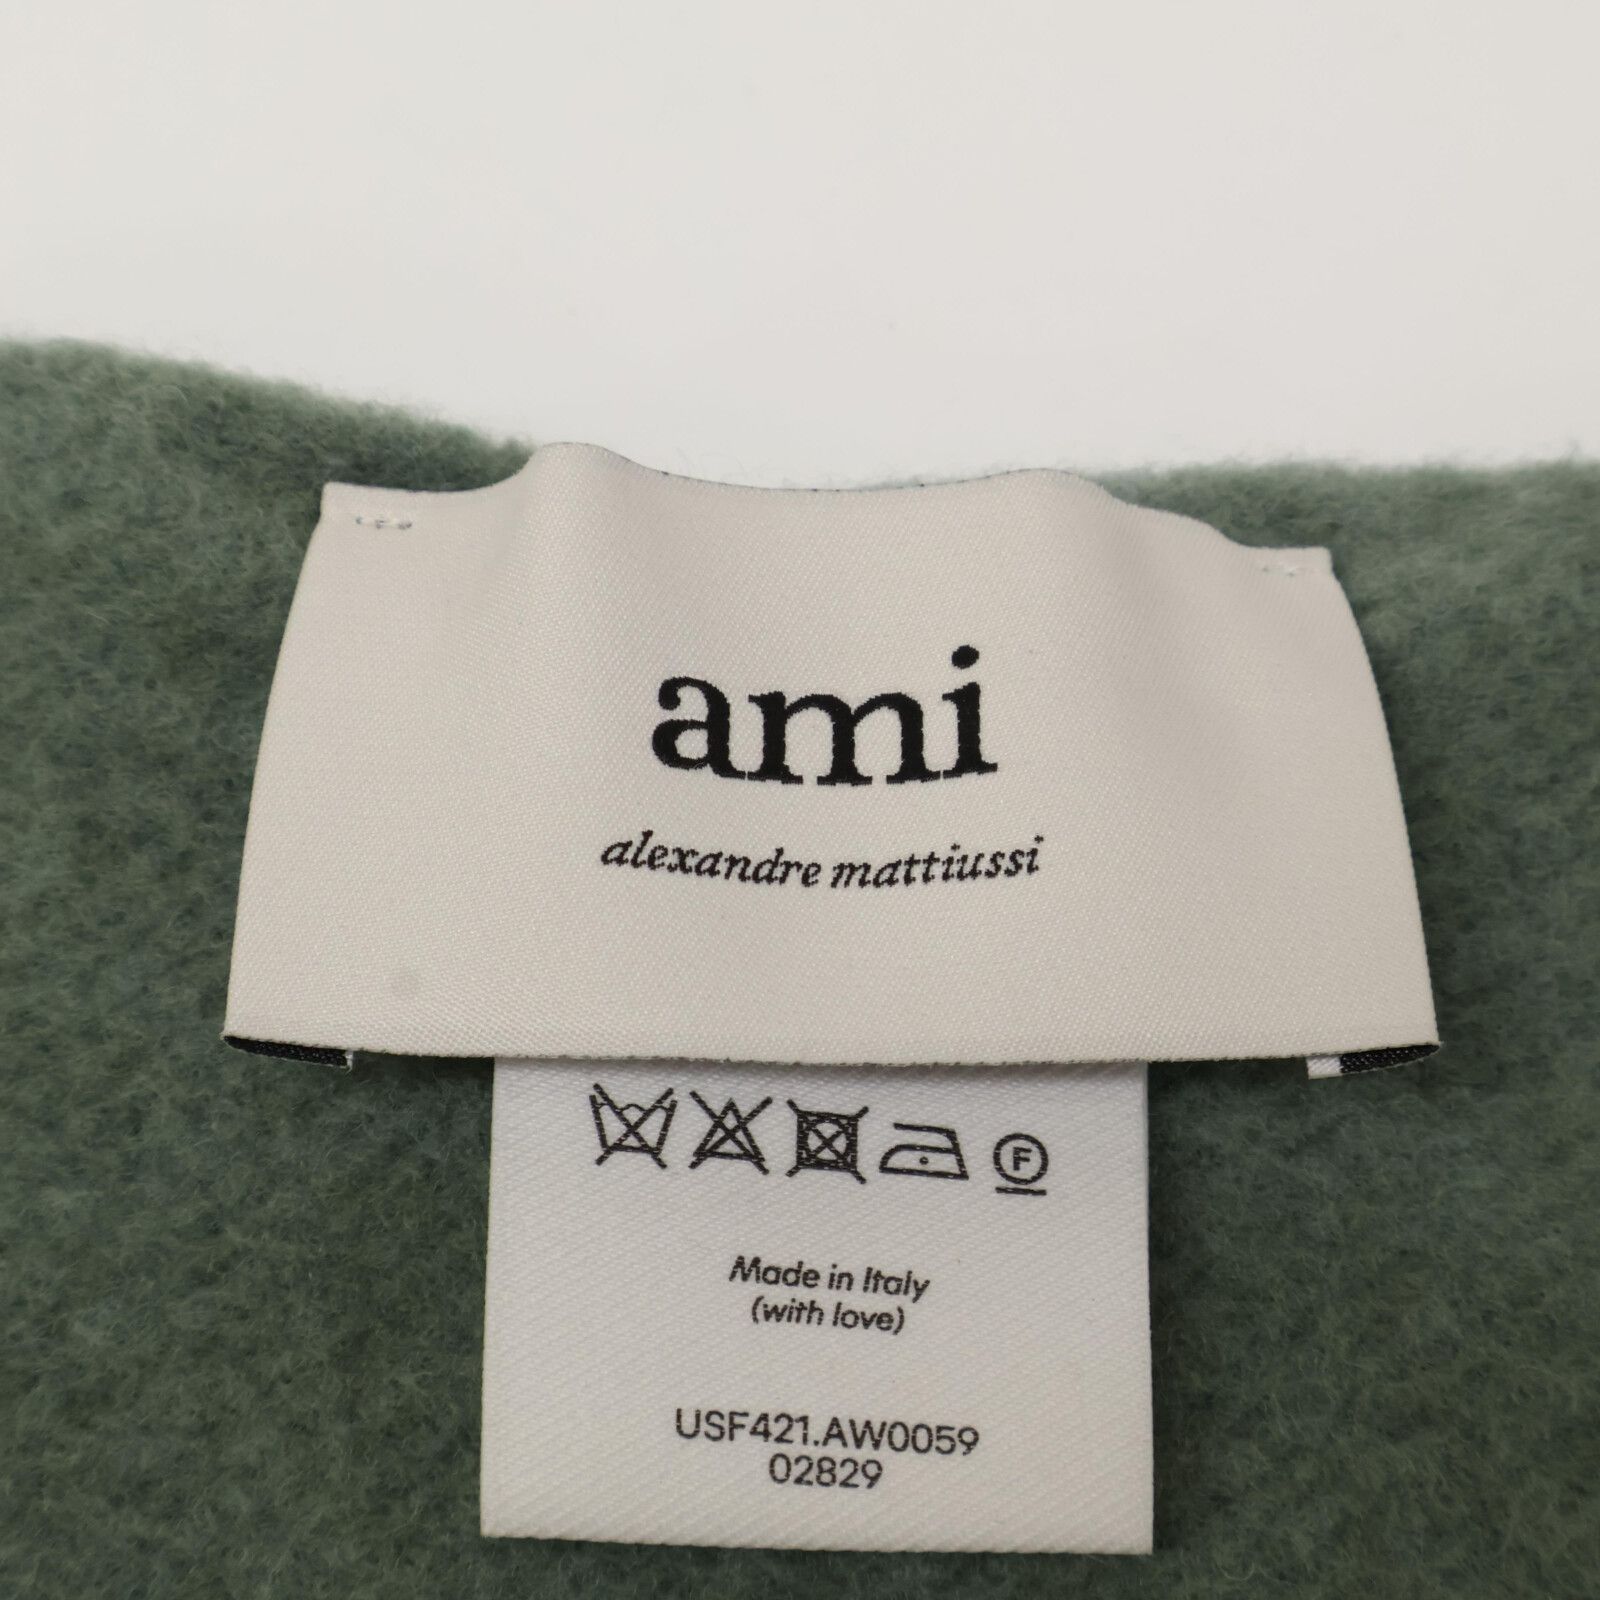 ami
alexandre mattiussi
F
Made in Italy
(with love)
USF421.AW0059
02829